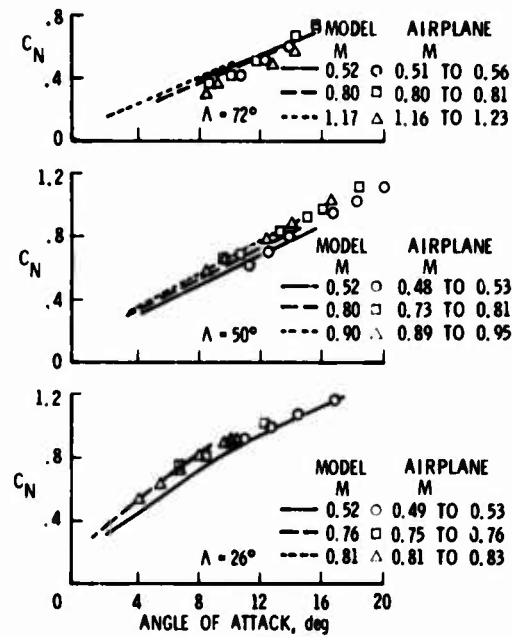 .8
C_N
.4
0
MODEL AIRPLANE
M M
0.52 0.51 TO 0.56
0.80 0.80 TO 0.81
1.17 1.16 TO 1.23
Λ = 72°
1.2
C_N
.8
.4
0
MODEL AIRPLANE
M M
0.52 0.48 TO 0.53
0.80 0.73 TO 0.81
0.90 0.89 TO 0.95
Λ = 50°
1.2
C_N
.8
.4
MODEL AIRPLANE
M M
0.52 0.49 TO 0.53
0.76 0.75 TO 0.76
0.81 0.81 TO 0.83
Λ = 26°
0 4 8 12 16 20
ANGLE OF ATTACK, deg